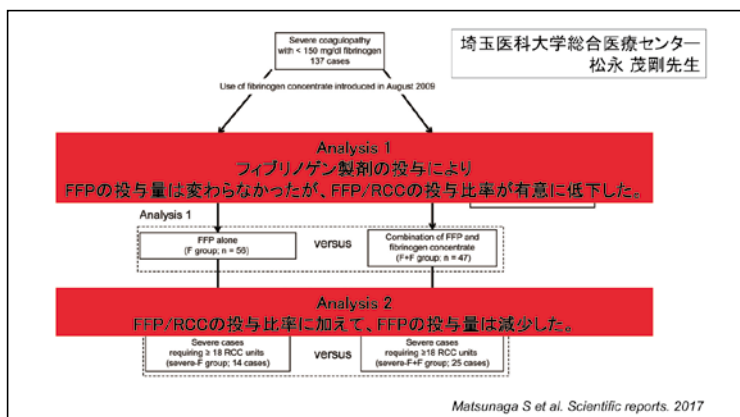 Severe coagulopathy
with < 150 mg/dl fibrinogen
137 cases
埼玉医科大学総合医療センター
松永 茂剛先生
Use of fibrinogen concentrate introduced in August 2009
Analysis 1
フィブリノゲン製剤の投与により
FFPの投与量は変わらなかったが、FFP/RCCの投与比率が有意に低下した。
Analysis 1
FFP alone
(F group; n = 56)
versus
Combination of FFP and
fibrinogen concentrate
(F+F group; n = 47)
Analysis 2
FFP/RCCの投与比率に加えて、FFPの投与量は減少した。
Severe cases
requiring ≥ 18 RCC units
(severe-F group; 14 cases)
versus
Severe cases
requiring ≥18 RCC units
(severe-F+F group; 25 cases)
Matsunaga S et al. Scientific reports. 2017